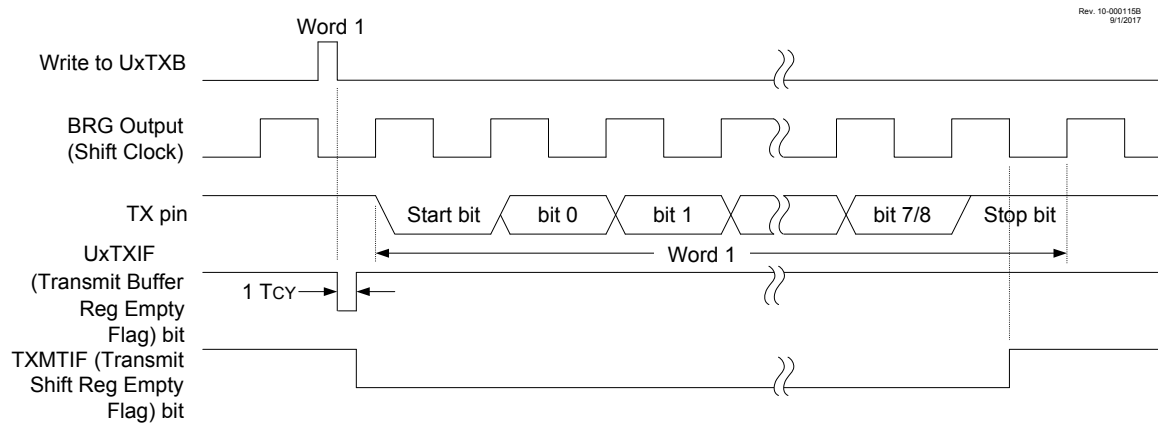 Rev. 10-000115B
9/1/2017
Word 1
Write to UxTXB
BRG Output
(Shift Clock)
TX pin
Start bit
bit 0
bit 1
bit 7/8
Stop bit
Word 1
UxTXIF
(Transmit Buffer
Reg Empty
Flag) bit
1 TCY
TXMTIF (Transmit
Shift Reg Empty
Flag) bit